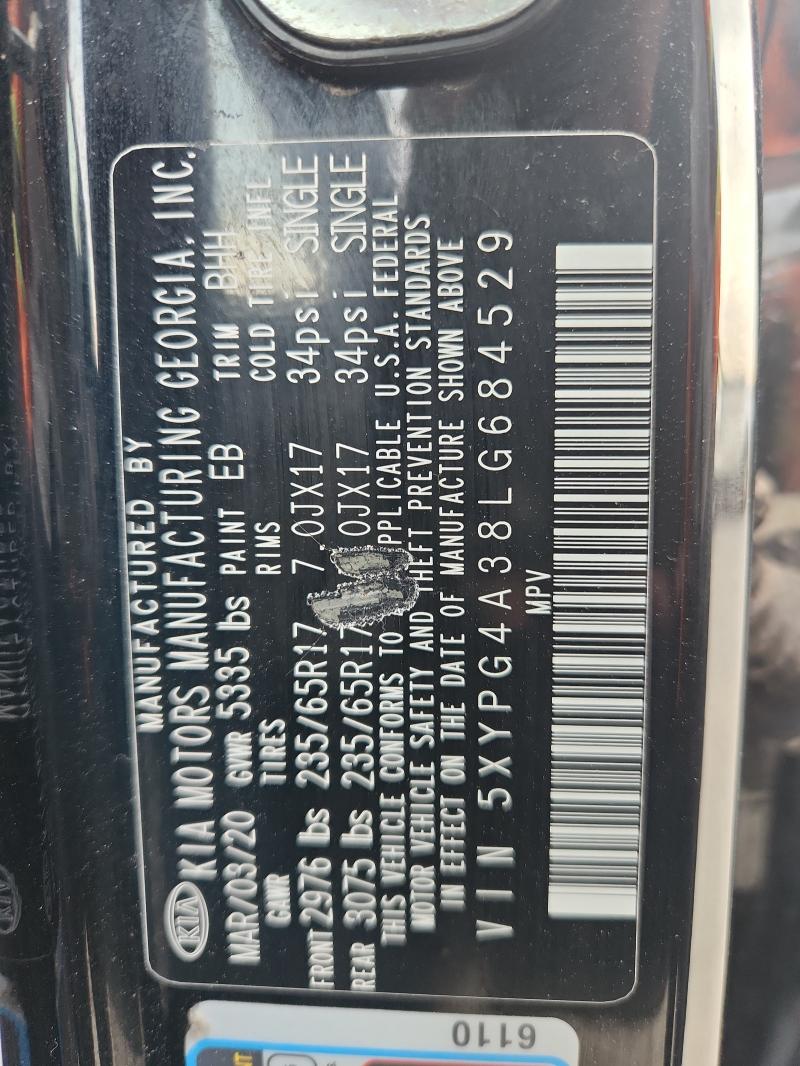 MANUFACTURED BY
KIA KIA MOTORS MANUFACTURING GEORGIA, INC.
MAR/03/20 GVWR 5335 lbs PAINT EB TRIM BHH
GAWR TIRES RIMS COLD TIRE INFL
FRONT 2976 lbs 235/65R17 7.0JX17 34psi SINGLE
REAR 3075 lbs 235/65R17 0JX17 34psi SINGLE
THIS VEHICLE CONFORMS TO PPLICABLE U.S.A. FEDERAL
MOTOR VEHICLE SAFETY AND THEFT PREVENTION STANDARDS
IN EFFECT ON THE DATE OF MANUFACTURE SHOWN ABOVE
VIN 5XYPG4A38LG684529
MPV
6110